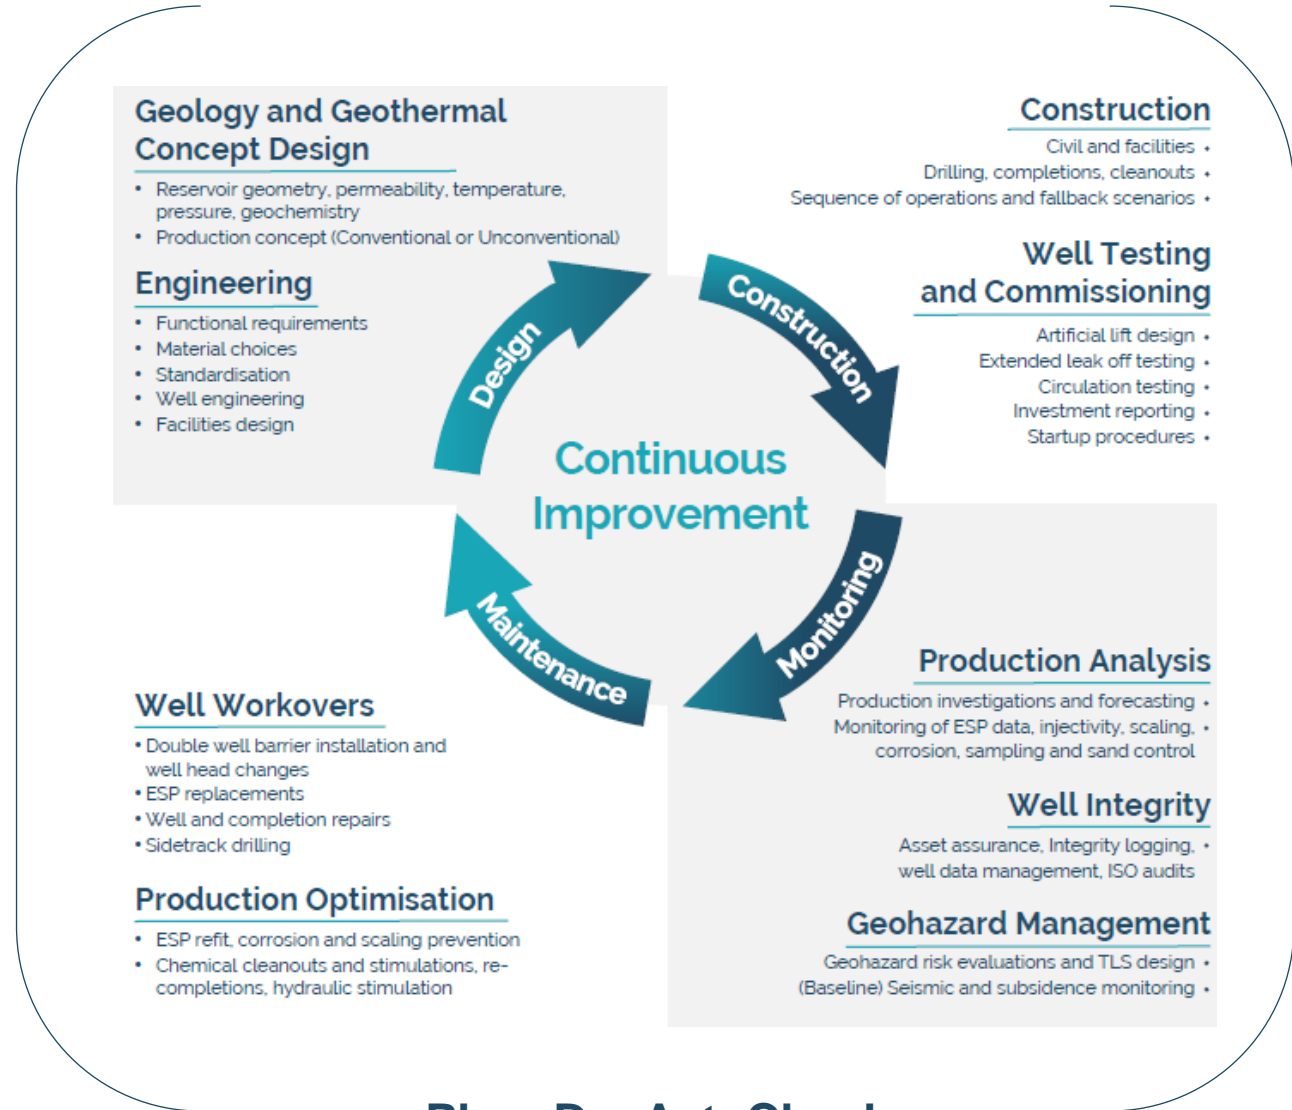 Geology and Geothermal
Concept Design
• Reservoir geometry, permeability, temperature,
pressure, geochemistry
• Production concept (Conventional or Unconventional)
Engineering
• Functional requirements
• Material choices
• Standardisation
• Well engineering
• Facilities design
Construction
Civil and facilities •
Drilling, completions, cleanouts •
Sequence of operations and fallback scenarios •
Well Testing
and Commissioning
Artificial lift design •
Extended leak off testing •
Circulation testing •
Investment reporting •
Startup procedures •
Design
Construction
Monitoring
Maintenance
Continuous
Improvement
Production Analysis
Production investigations and forecasting •
Monitoring of ESP data, injectivity, scaling, •
corrosion, sampling and sand control
Well Integrity
Asset assurance, Integrity logging, •
well data management, ISO audits
Geohazard Management
Geohazard risk evaluations and TLS design •
(Baseline) Seismic and subsidence monitoring •
Well Workovers
• Double well barrier installation and
well head changes
• ESP replacements
• Well and completion repairs
• Sidetrack drilling
Production Optimisation
• ESP refit, corrosion and scaling prevention
• Chemical cleanouts and stimulations, re-
completions, hydraulic stimulation